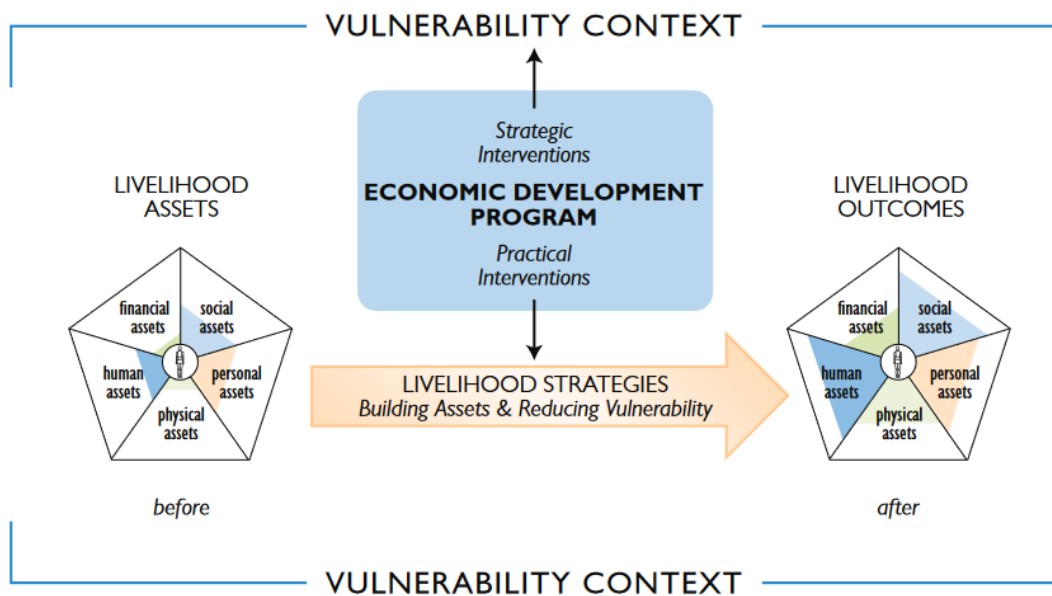 VULNERABILITY CONTEXT
Strategic
Interventions
ECONOMIC DEVELOPMENT
PROGRAM
Practical
Interventions
LIVELIHOOD
ASSETS
financial
assets
social
assets
human
assets
personal
assets
physical
assets
before
LIVELIHOOD STRATEGIES
Building Assets & Reducing Vulnerability
LIVELIHOOD
OUTCOMES
financial
assets
social
assets
human
assets
personal
assets
physical
assets
after
VULNERABILITY CONTEXT